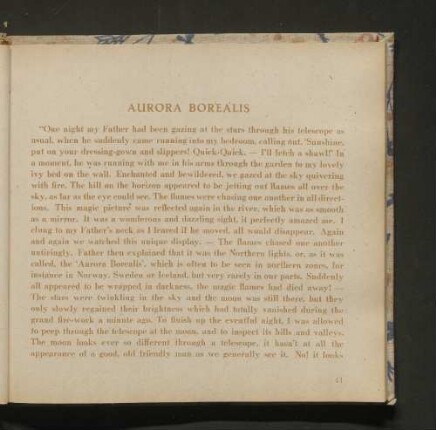 AURORA BOREALIS
"One night my Father had been gazing at the stars through his telescope as
usual, when he suddenly came running into my bedroom, calling out, 'Sunshine,
put on your dressing-gown and slippers! Quick-Quick. — I'll fetch a shawl!' In
a moment, he was running with me in his arms through the garden to my lovely
ivy bed on the wall. Enchanted and bewildered, we gazed at the sky quivering
with fire. The hill on the horizon appeared to be jetting out flames all over the
sky, as far as the eye could see. The flames were chasing one another in all direct-
ions. This magic picture was reflected again in the river, which was as smooth
as a mirror. It was a wonderous and dazzling sight, it perfectly amazed me. I
clung to my Father's neck, as I feared if he moved, all would disappear. Again
and again we watched this unique display. — The flames chased one another
untiringly. Father then explained that it was the Northern lights, or, as it was
called, the 'Aurora Borealis', which is often to be seen in northern zones, for
instance in Norway, Sweden or Iceland, but very rarely in our parts. Suddenly
all appeared to be wrapped in darkness, the magic flames had died away! —
The stars were twinkling in the sky and the moon was still there, but they
only slowly regained their brightness which had totally vanished during the
grand fire-work a minute ago. To finish up the eventful night, I was allowed
to peep through the telescope at the moon, and to inspect its hills and valleys.
The moon looks ever so different through a telescope, it hasn't at all the
appearance of a good, old friendly man as we generally see it. No! it looks